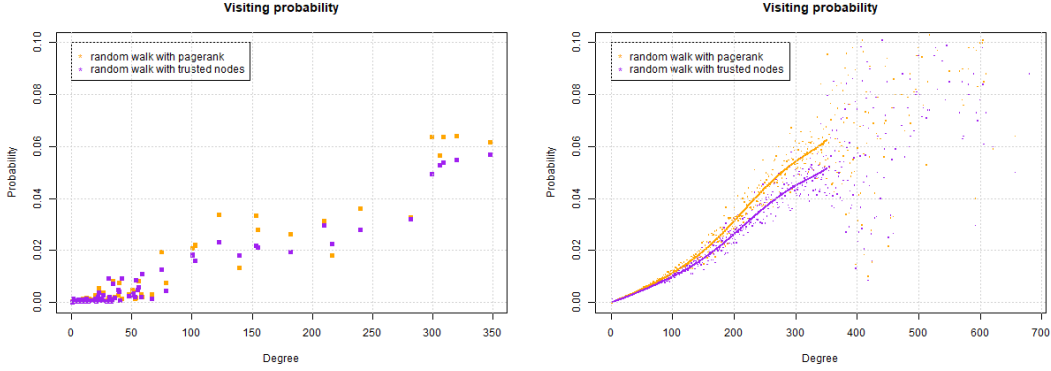 Visiting probability
* random walk with pagerank
* random walk with trusted nodes
Probability
0.00
0.02
0.04
0.06
0.08
0.10
0
50
100
150
200
250
300
350
Degree
Visiting probability
* random walk with pagerank
* random walk with trusted nodes
Probability
0.00
0.02
0.04
0.06
0.08
0.10
0
100
200
300
400
500
600
700
Degree